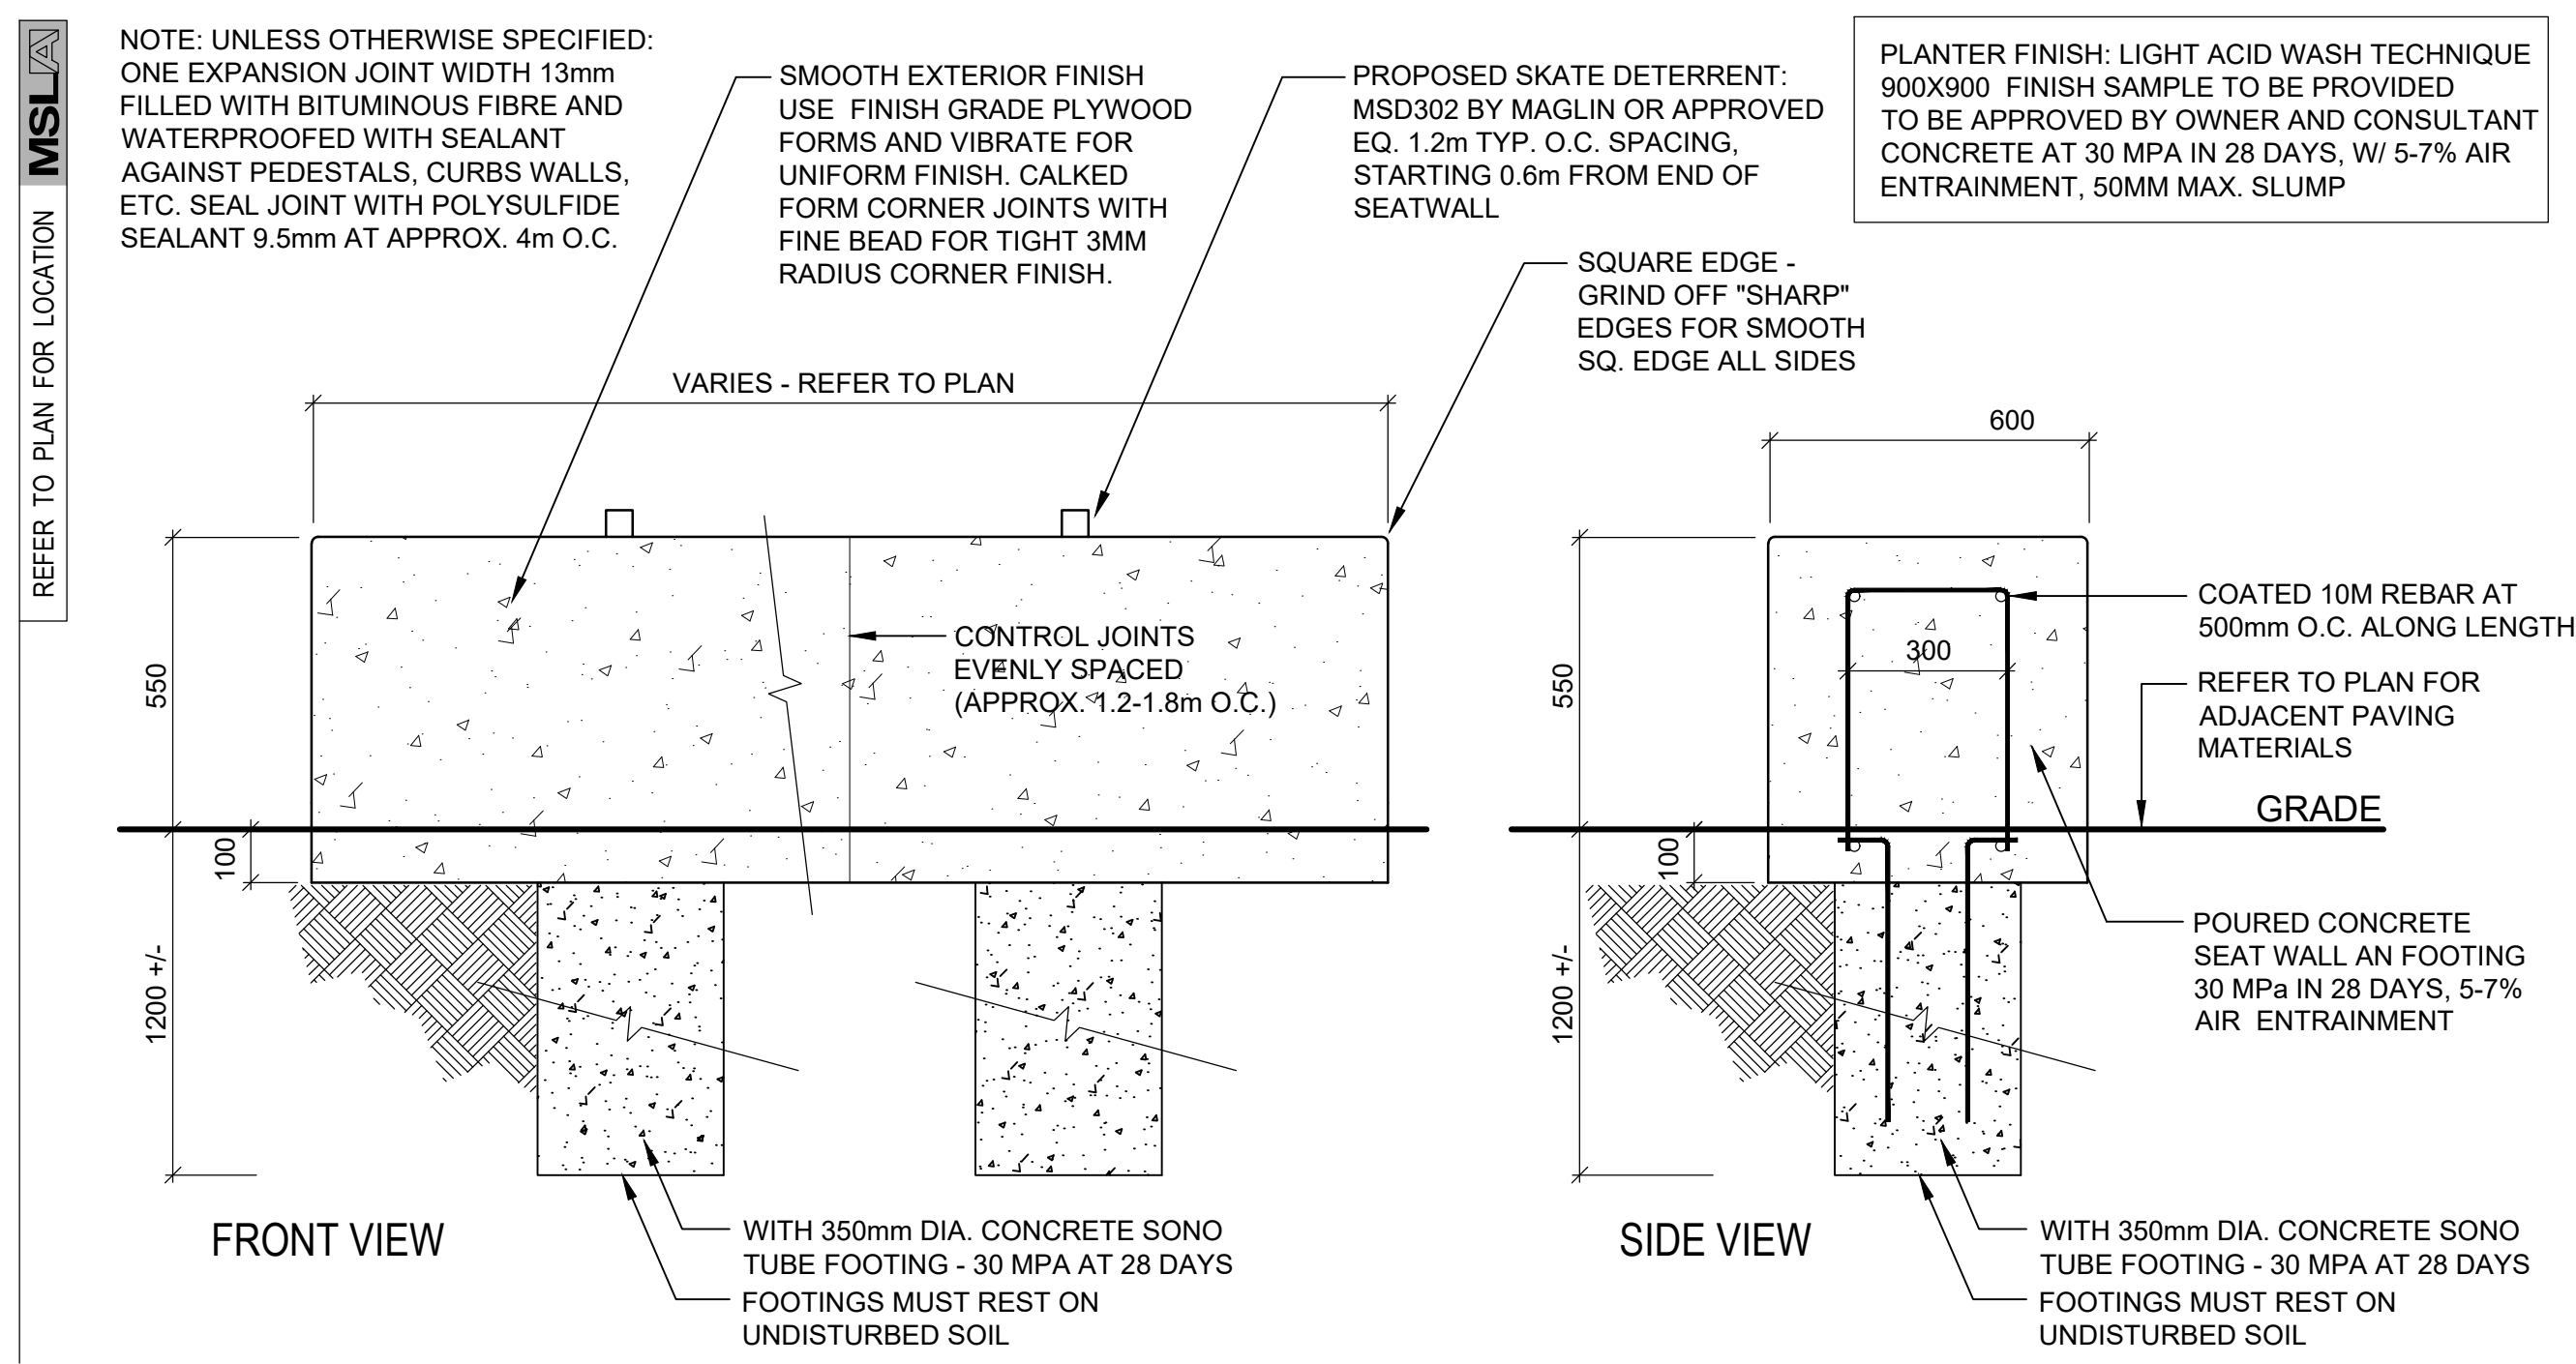 MSLA
REFER TO PLAN FOR LOCATION
NOTE: UNLESS OTHERWISE SPECIFIED:
ONE EXPANSION JOINT WIDTH 13mm
FILLED WITH BITUMINOUS FIBRE AND
WATERPROOFED WITH SEALANT
AGAINST PEDESTALS, CURBS WALLS,
ETC. SEAL JOINT WITH POLYSULFIDE
SEALANT 9.5mm AT APPROX. 4m O.C.
SMOOTH EXTERIOR FINISH
USE FINISH GRADE PLYWOOD
FORMS AND VIBRATE FOR
UNIFORM FINISH. CALKED
FORM CORNER JOINTS WITH
FINE BEAD FOR TIGHT 3MM
RADIUS CORNER FINISH.
PROPOSED SKATE DETERRENT:
MSD302 BY MAGLIN OR APPROVED
EQ. 1.2m TYP. O.C. SPACING,
STARTING 0.6m FROM END OF
SEATWALL
PLANTER FINISH: LIGHT ACID WASH TECHNIQUE
900X900 FINISH SAMPLE TO BE PROVIDED
TO BE APPROVED BY OWNER AND CONSULTANT
CONCRETE AT 30 MPA IN 28 DAYS, W/ 5-7% AIR
ENTRAINMENT, 50MM MAX. SLUMP
SQUARE EDGE -
GRIND OFF "SHARP"
EDGES FOR SMOOTH
SQ. EDGE ALL SIDES
VARIES - REFER TO PLAN
550
100
1200 +/-
CONTROL JOINTS
EVENLY SPACED
(APPROX. 1.2-1.8m O.C.)
WITH 350mm DIA. CONCRETE SONO
TUBE FOOTING - 30 MPA AT 28 DAYS
FOOTINGS MUST REST ON
UNDISTURBED SOIL
FRONT VIEW
600
550
300
100
1200 +/-
COATED 10M REBAR AT
500mm O.C. ALONG LENGTH
REFER TO PLAN FOR
ADJACENT PAVING
MATERIALS
GRADE
POURED CONCRETE
SEAT WALL AN FOOTING
30 MPa IN 28 DAYS, 5-7%
AIR ENTRAINMENT
WITH 350mm DIA. CONCRETE SONO
TUBE FOOTING - 30 MPA AT 28 DAYS
FOOTINGS MUST REST ON
UNDISTURBED SOIL
SIDE VIEW